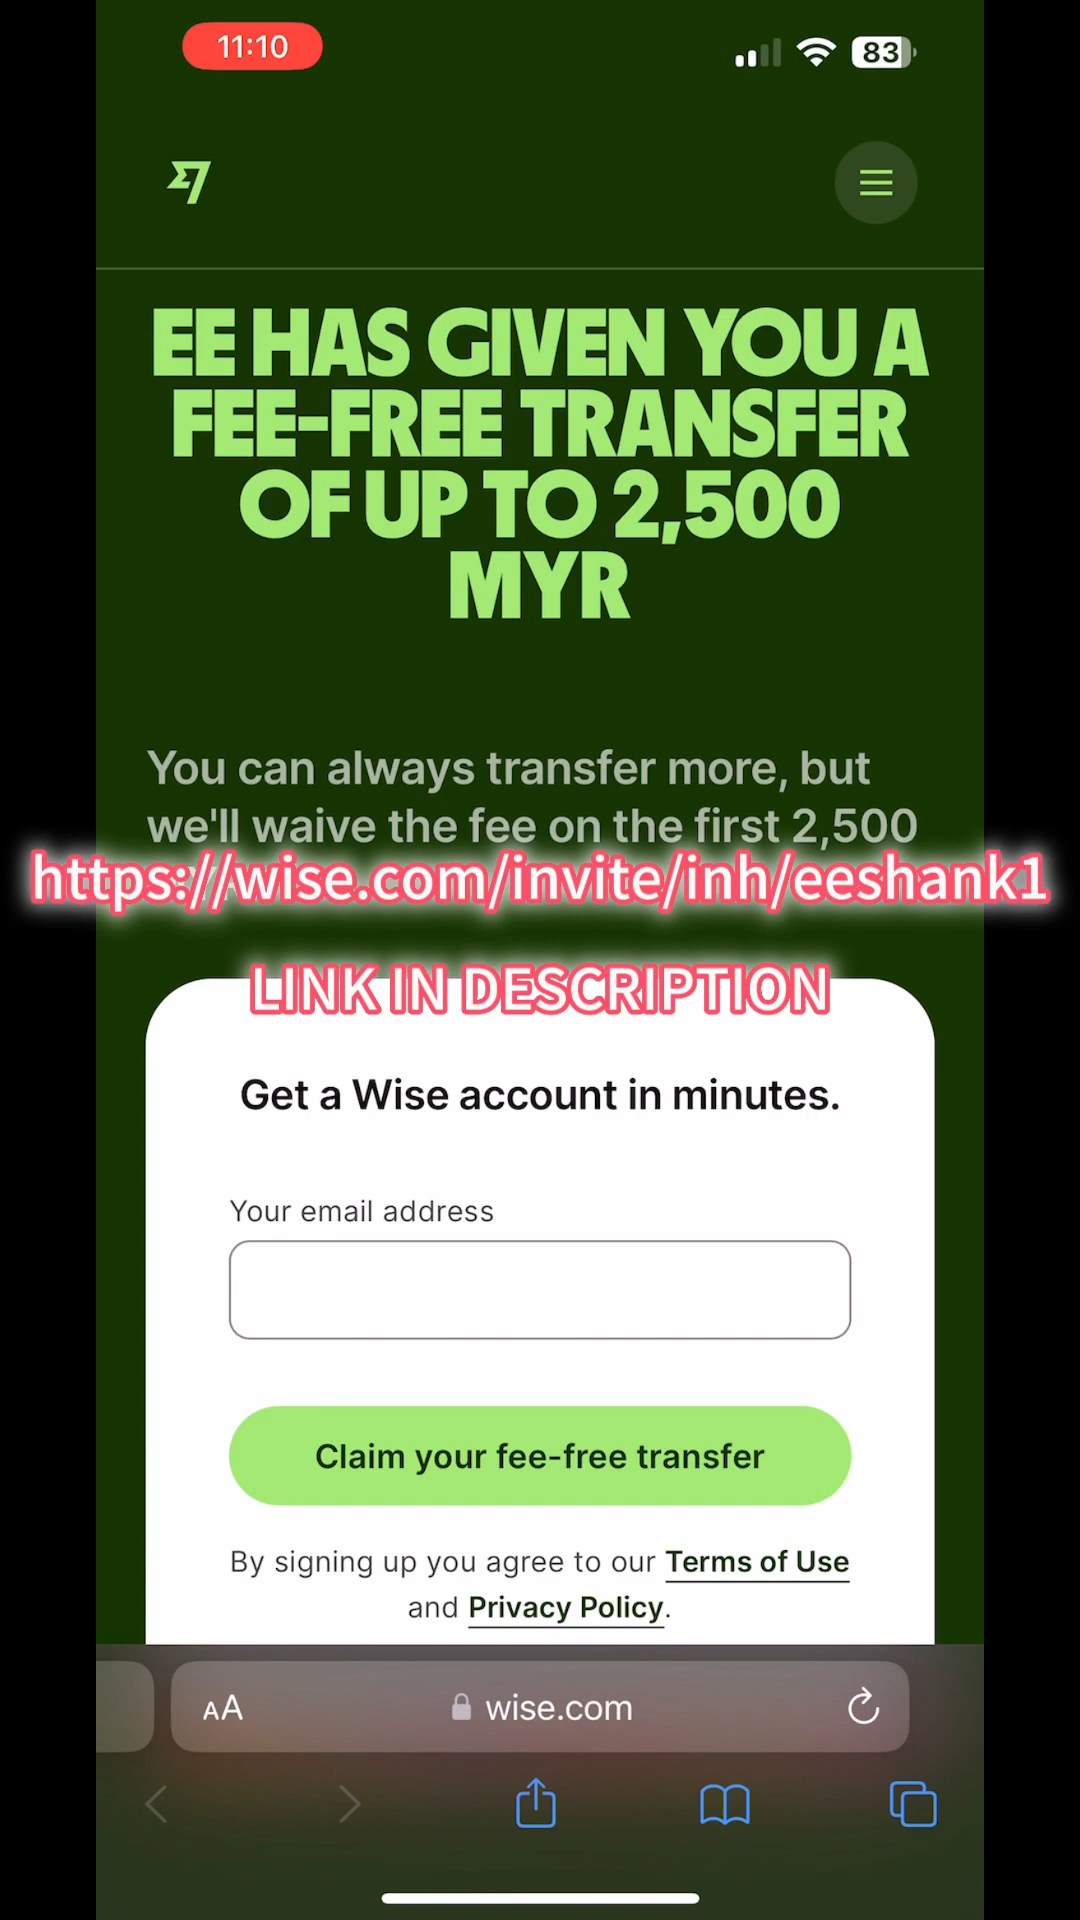 11:10
83
EE HAS GIVEN YOU A
FEE-FREE TRANSFER
OF UP TO 2,500
MYR
You can always transfer more, but
we'll waive the fee on the first 2,500
https://wise.com/invite/inh/eeshank1
LINK IN DESCRIPTION
Get a Wise account in minutes.
Your email address
Claim your fee-free transfer
By signing up you agree to our Terms of Use
and Privacy Policy.
AA
wise.com